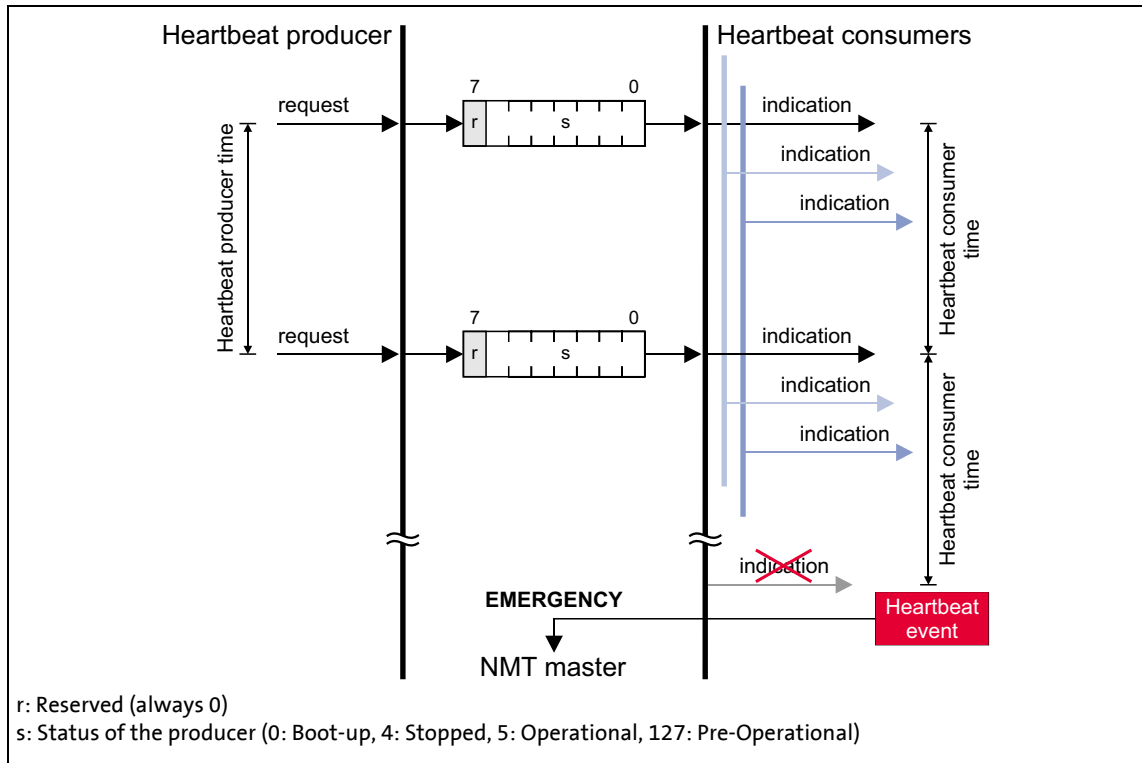 Heartbeat producer
Heartbeat consumers
7 0
request
r s
indication
indication
indication
Heartbeat producer time
Heartbeat consumer
time
7 0
request
r s
indication
indication
indication
Heartbeat consumer
time
indication
EMERGENCY
Heartbeat
event
NMT master
r: Reserved (always 0)
s: Status of the producer (0: Boot-up, 4: Stopped, 5: Operational, 127: Pre-Operational)